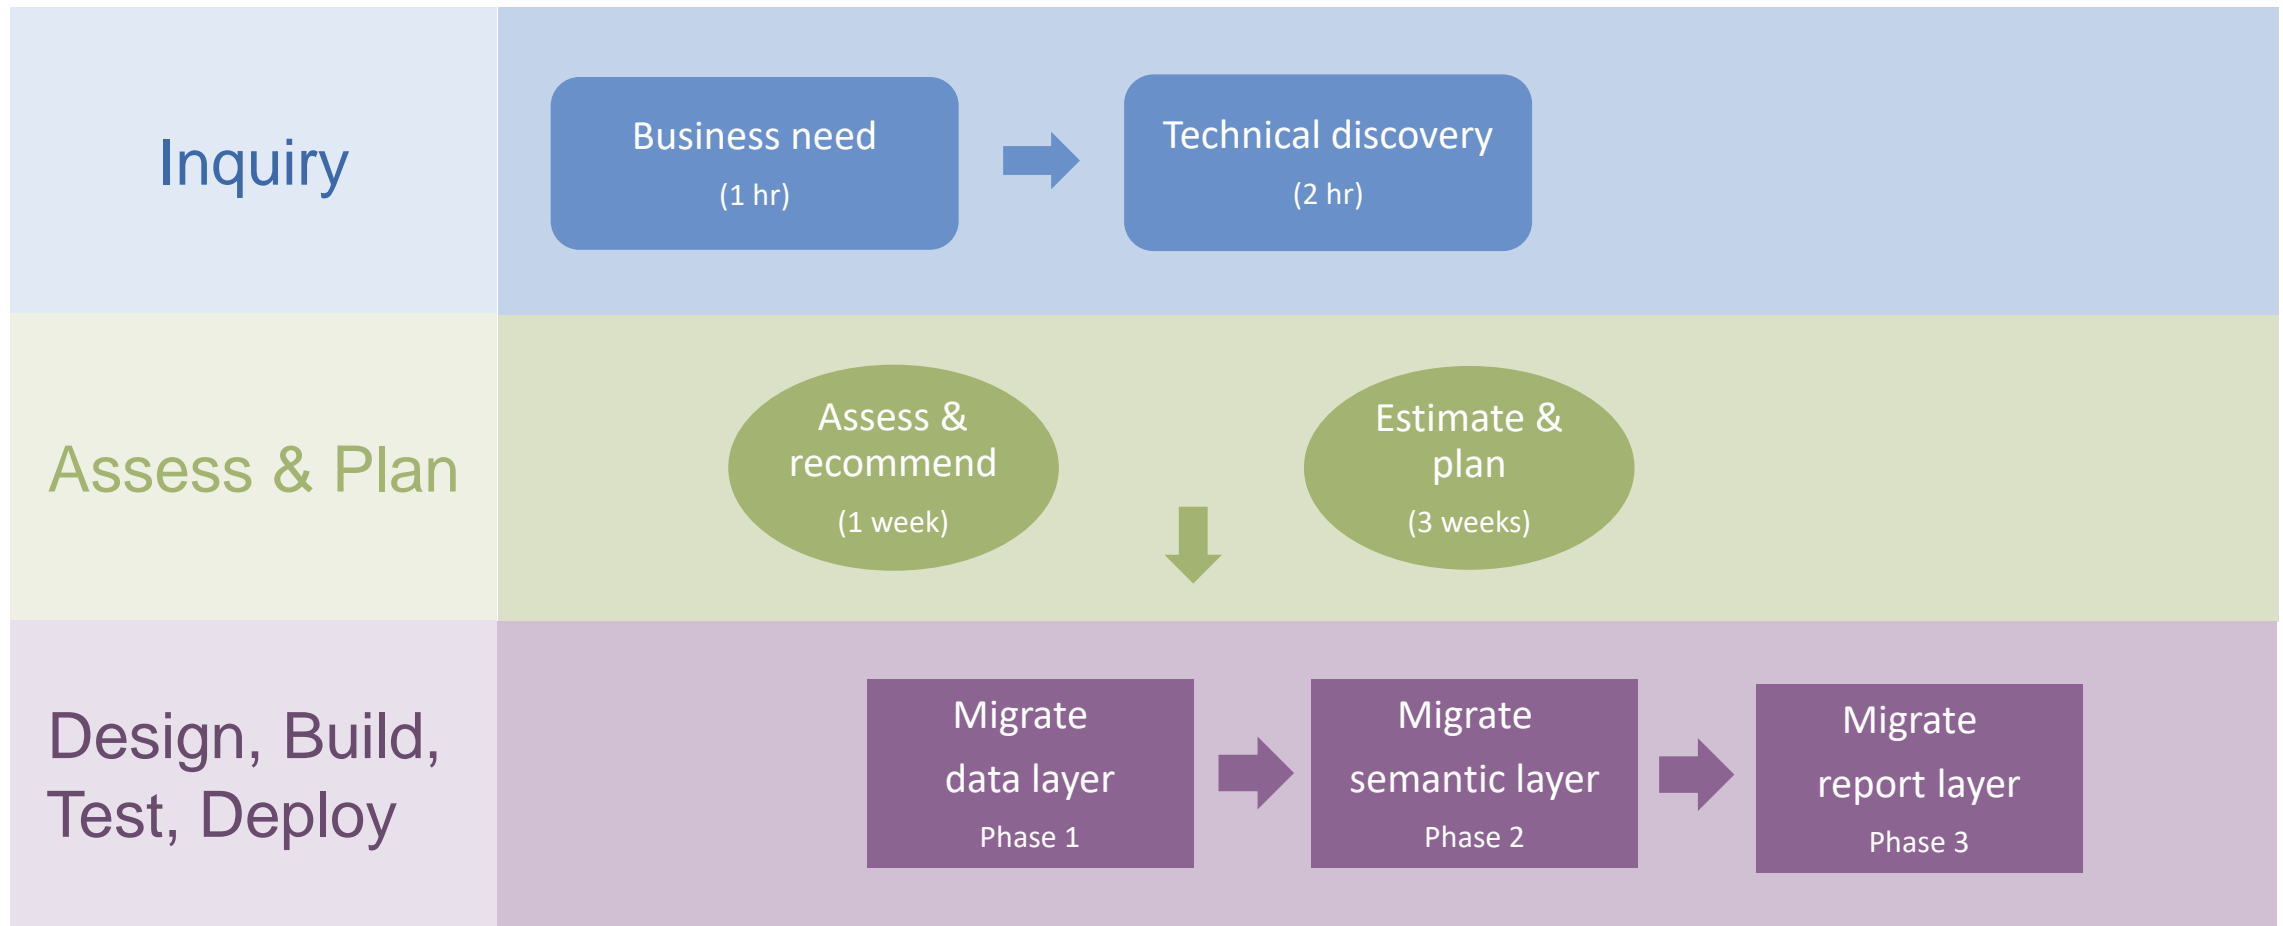 Inquiry
Business need
(1 hr)
Technical discovery
(2 hr)
Assess & Plan
Assess &
recommend
(1 week)
Estimate &
plan
(3 weeks)
Design, Build,
Test, Deploy
Migrate
data layer
Phase 1
Migrate
semantic layer
Phase 2
Migrate
report layer
Phase 3